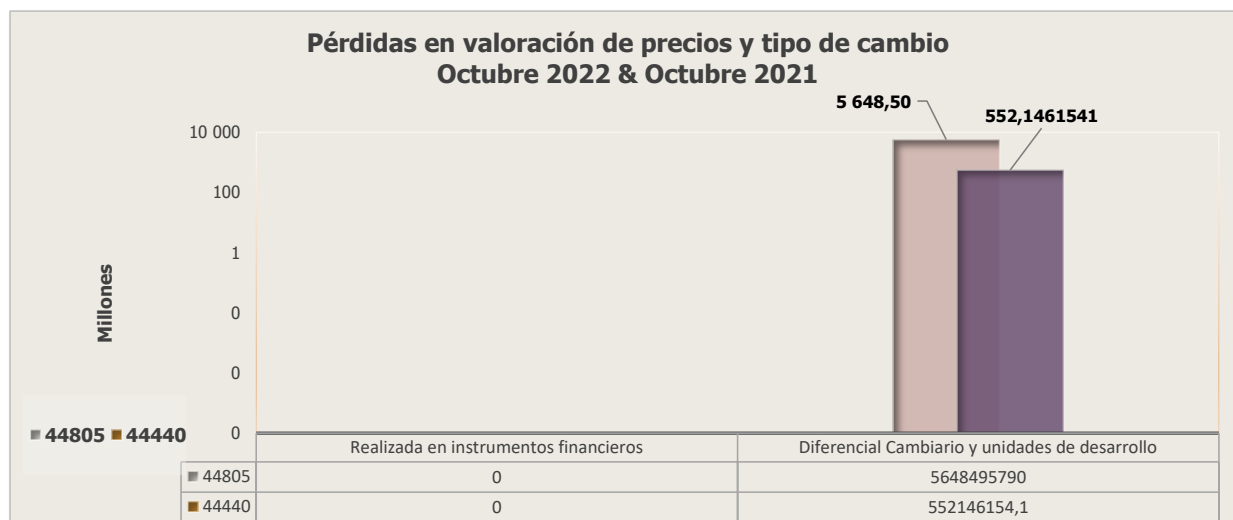 Pérdidas en valoración de precios y tipo de cambio
Octubre 2022 & Octubre 2021
5 648,50
552,1461541
10 000
100
1
0
0
0
Millones
44805 44440
Realizada en instrumentos financieros Diferencial Cambiario y unidades de desarrollo
44805 0 5648495790
44440 0 552146154,1